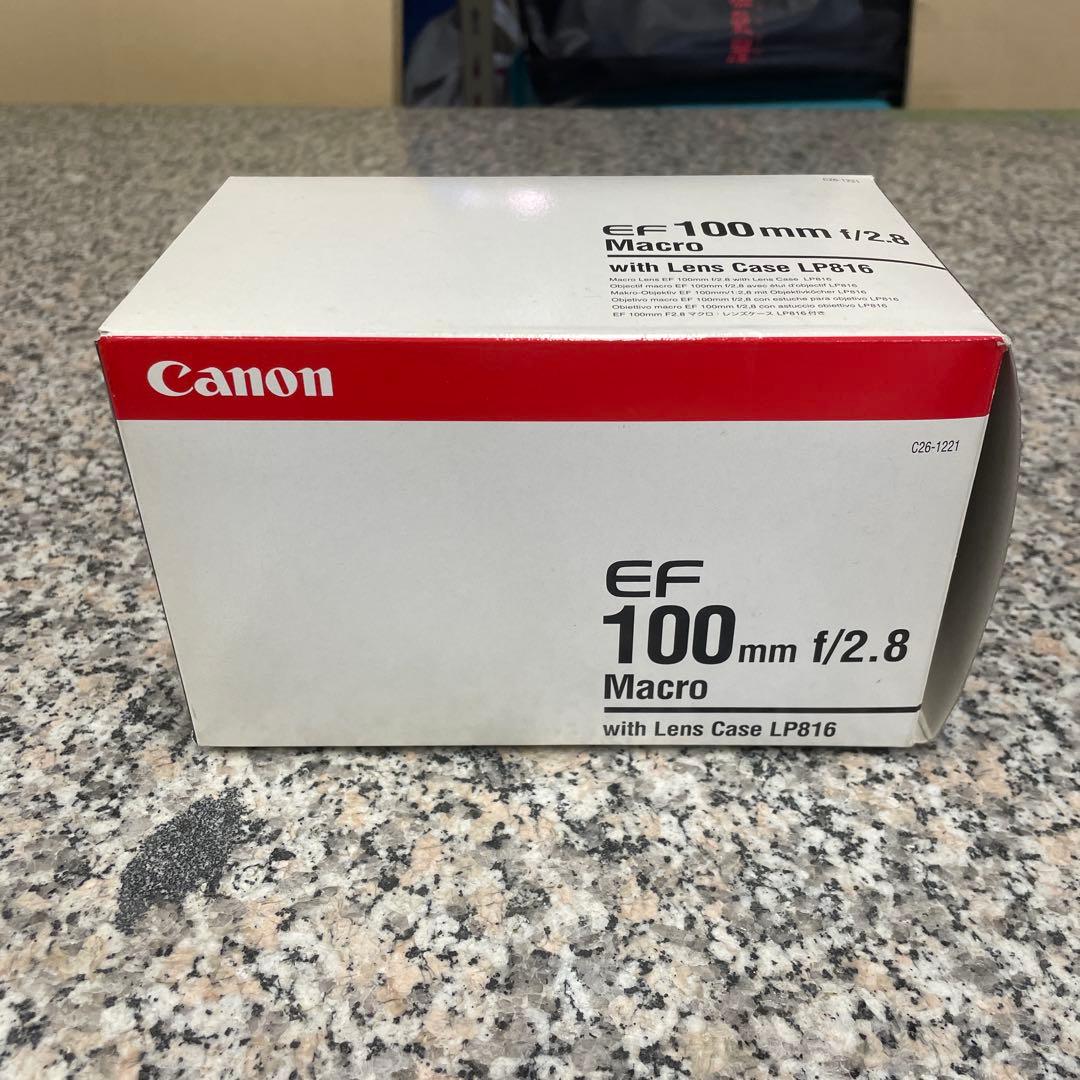 C26-1221
EF 100mm f/2.8
Macro
with Lens Case LP816
Macro Lens EF 100mm f/2.8 with Lens Case LP816
Objectif macro EF 100mm f/2,8 avec étui d'objectif LP816
Makro-Objektiv EF 100mm/1:2,8 mit Objektivköcher LP816
Objetivo macro EF 100mm f/2,8 con estuche para objetivo LP816
Obiettivo macro EF 100mm f/2,8 con astuccio obiettivo LP816
EF 100mm F2.8 マクロ:レンズケース LP816 付き
Canon
C26-1221
EF
100mm f/2.8
Macro
with Lens Case LP816